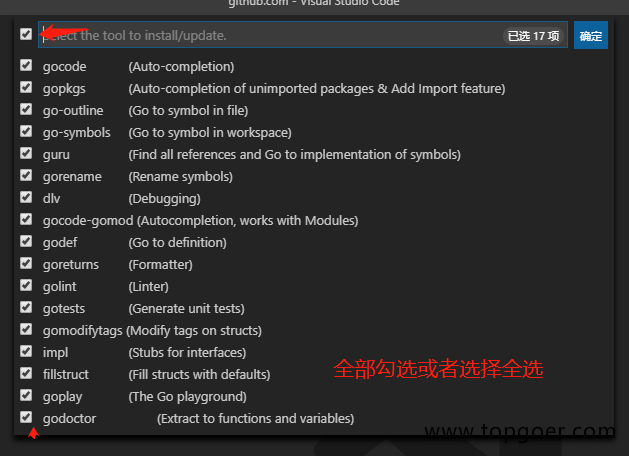 github.com - Visual Studio Code
Select the tool to install/update. 已选 17 项 确定
gocode (Auto-completion)
gopkgs (Auto-completion of unimported packages & Add Import feature)
go-outline (Go to symbol in file)
go-symbols (Go to symbol in workspace)
guru (Find all references and Go to implementation of symbols)
gorename (Rename symbols)
dlv (Debugging)
gocode-gomod (Autocompletion, works with Modules)
godef (Go to definition)
goreturns (Formatter)
golint (Linter)
gotests (Generate unit tests)
gomodifytags (Modify tags on structs)
impl (Stubs for interfaces)
fillstruct (Fill structs with defaults)
全部勾选或者选择全选
goplay (The Go playground)
godoctor (Extract to functions and variables)
www.topgoer.com